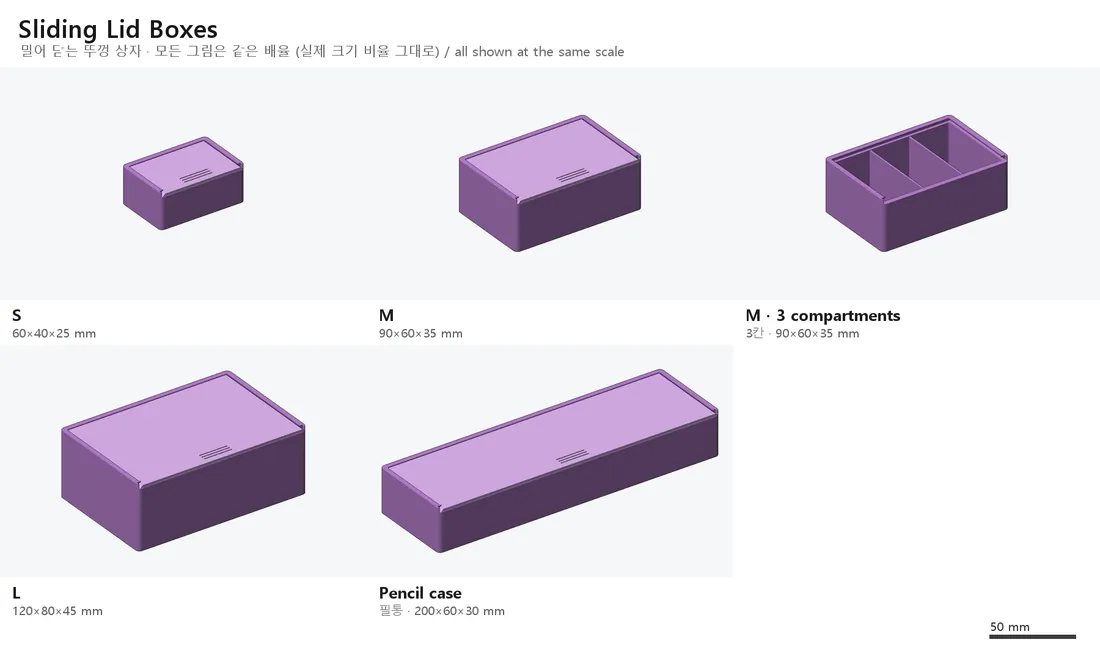 Sliding Lid Boxes
밀어 닫는 뚜껑 상자 · 모든 그림은 같은 배율 (실제 크기 비율 그대로) / all shown at the same scale
S
60×40×25 mm
M
90×60×35 mm
M · 3 compartments
3칸 · 90×60×35 mm
L
120×80×45 mm
Pencil case
필통 · 200×60×30 mm
50 mm